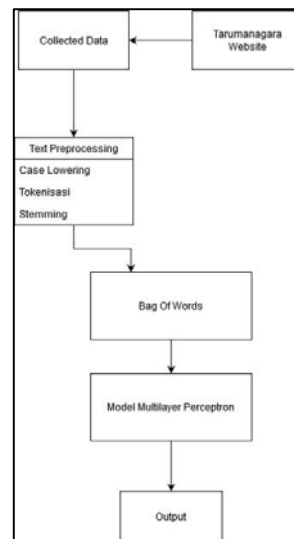 Collected Data
Tarumanagara
Website
Text Preprocessing
Case Lowering
Tokenisasi
Stemming
Bag Of Words
Model Multilayer Perceptron
Output